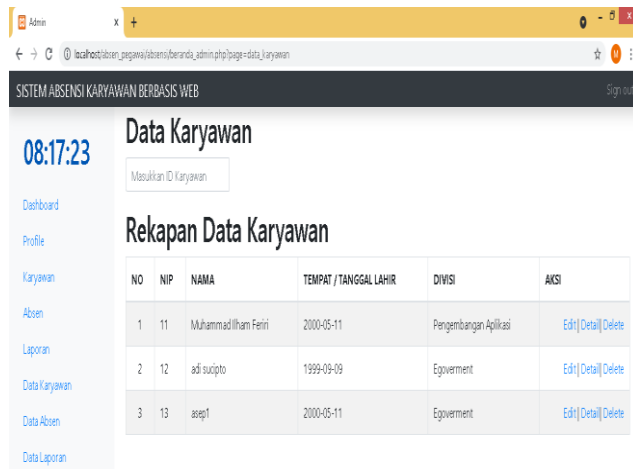 Admin
localhost/absen_pegawai/absensi/beranda_admin.php?page=data_karyawan
SISTEM ABSENSI KARYAWAN BERBASIS WEB Sign out
08:17:23
Dashboard
Profile
Karyawan
Absen
Laporan
Data Karyawan
Data Absen
Data Laporan
Data Karyawan
Masukkan ID Karyawan
Rekapan Data Karyawan
NO NIP NAMA TEMPAT / TANGGAL LAHIR DIVISI AKSI
1 11 Muhammad Ilham Feriri 2000-05-11 Pengembangan Aplikasi Edit| Detail| Delete
2 12 adi sucipto 1999-09-09 Egoverment Edit| Detail| Delete
3 13 asep1 2000-05-11 Egoverment Edit| Detail| Delete